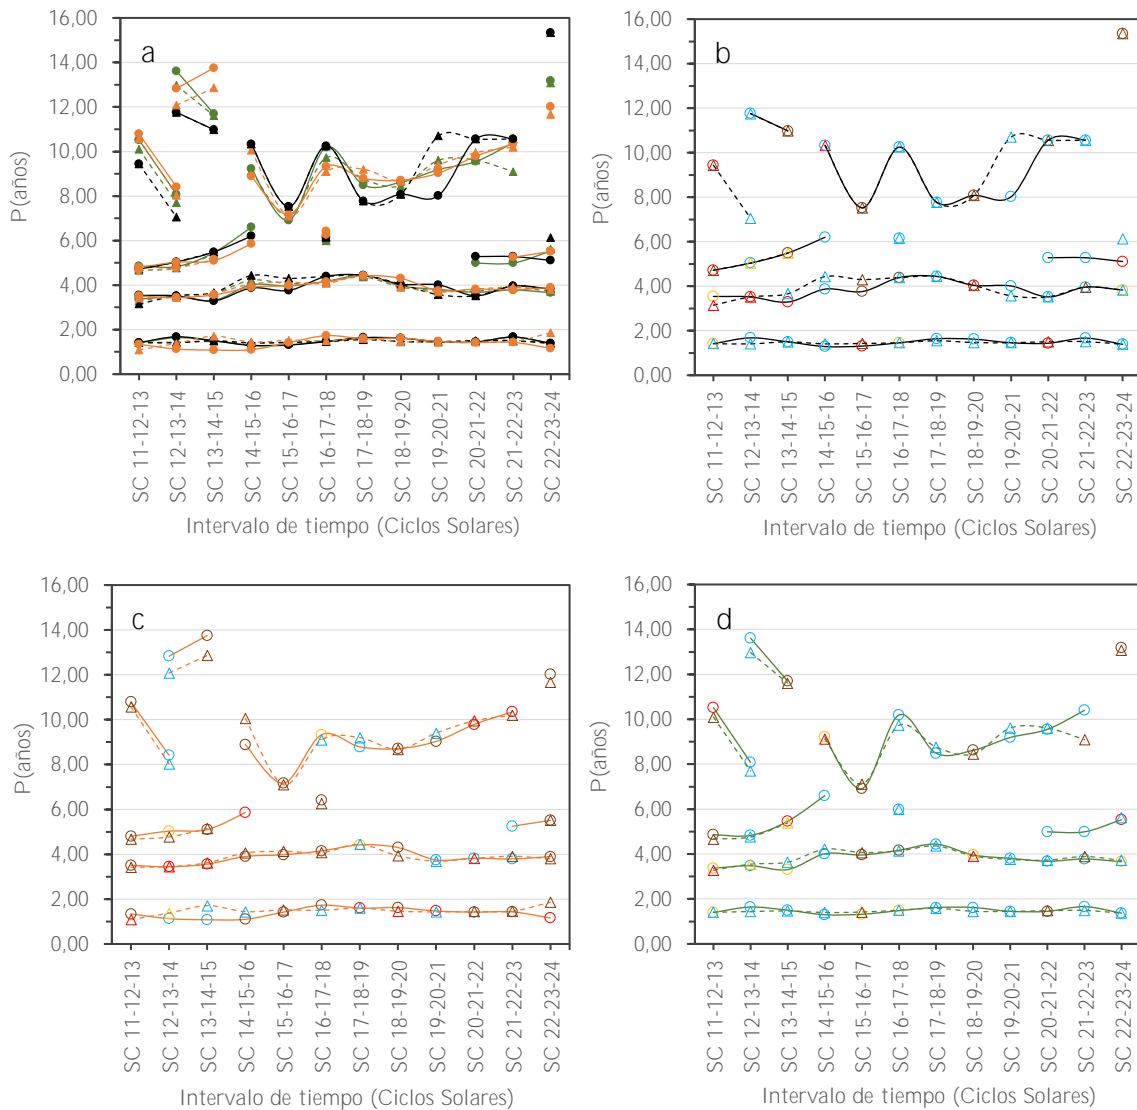 a
18,00
16,00
14,00
12,00
10,00
8,00
6,00
4,00
2,00
0,00
P(años)
SC 11-12-13
SC 12-13-14
SC 13-14-15
SC 14-15-16
SC 15-16-17
SC 16-17-18
SC 17-18-19
SC 18-19-20
SC 19-20-21
SC 20-21-22
SC 21-22-23
SC 22-23-24
Intervalo de tiempo (Ciclos Solares)
b
16,00
14,00
12,00
10,00
8,00
6,00
4,00
2,00
0,00
P(años)
SC 11-12-13
SC 12-13-14
SC 13-14-15
SC 14-15-16
SC 15-16-17
SC 16-17-18
SC 17-18-19
SC 18-19-20
SC 19-20-21
SC 20-21-22
SC 21-22-23
SC 22-23-24
Intervalo de tiempo (Ciclos Solares)
c
16,00
14,00
12,00
10,00
8,00
6,00
4,00
2,00
0,00
P(años)
SC 11-12-13
SC 12-13-14
SC 13-14-15
SC 14-15-16
SC 15-16-17
SC 16-17-18
SC 17-18-19
SC 18-19-20
SC 19-20-21
SC 20-21-22
SC 21-22-23
SC 22-23-24
Intervalo de tiempo (Ciclos Solares)
d
16,00
14,00
12,00
10,00
8,00
6,00
4,00
2,00
0,00
P(años)
SC 11-12-13
SC 12-13-14
SC 13-14-15
SC 14-15-16
SC 15-16-17
SC 16-17-18
SC 17-18-19
SC 18-19-20
SC 19-20-21
SC 20-21-22
SC 21-22-23
SC 22-23-24
Intervalo de tiempo (Ciclos Solares)